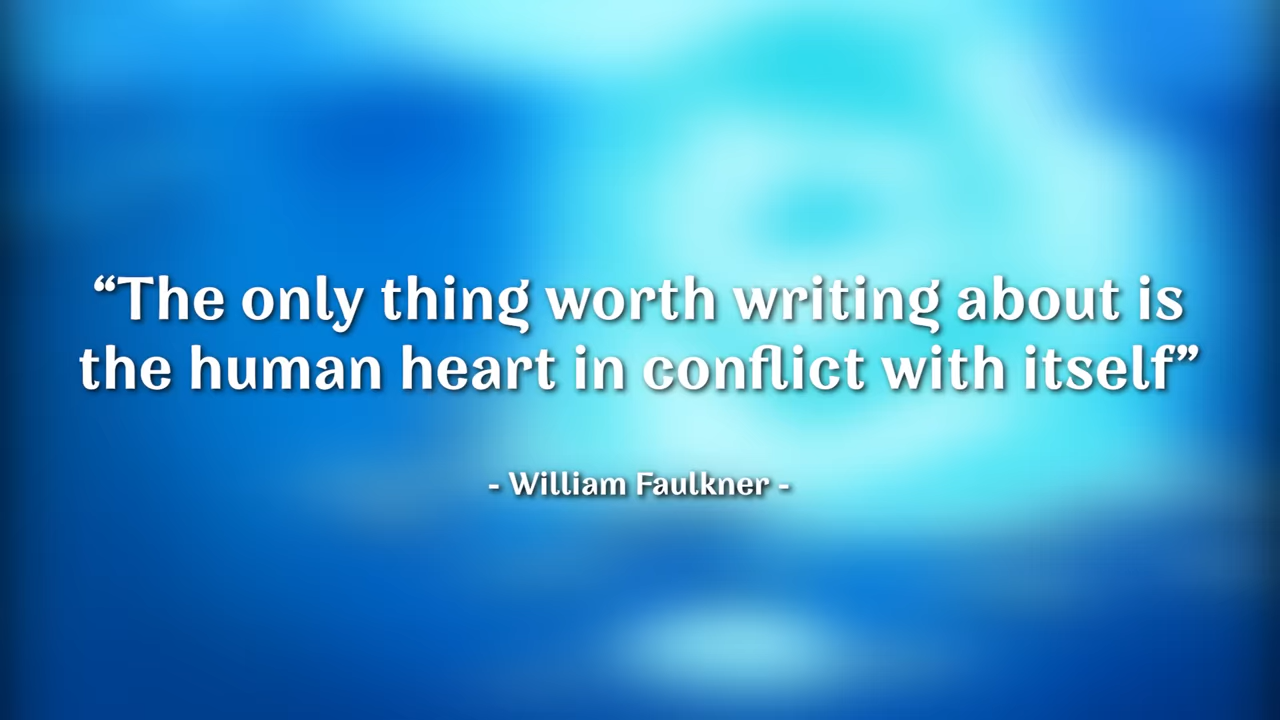 “The only thing worth writing about is
the human heart in conflict with itself”
- William Faulkner -